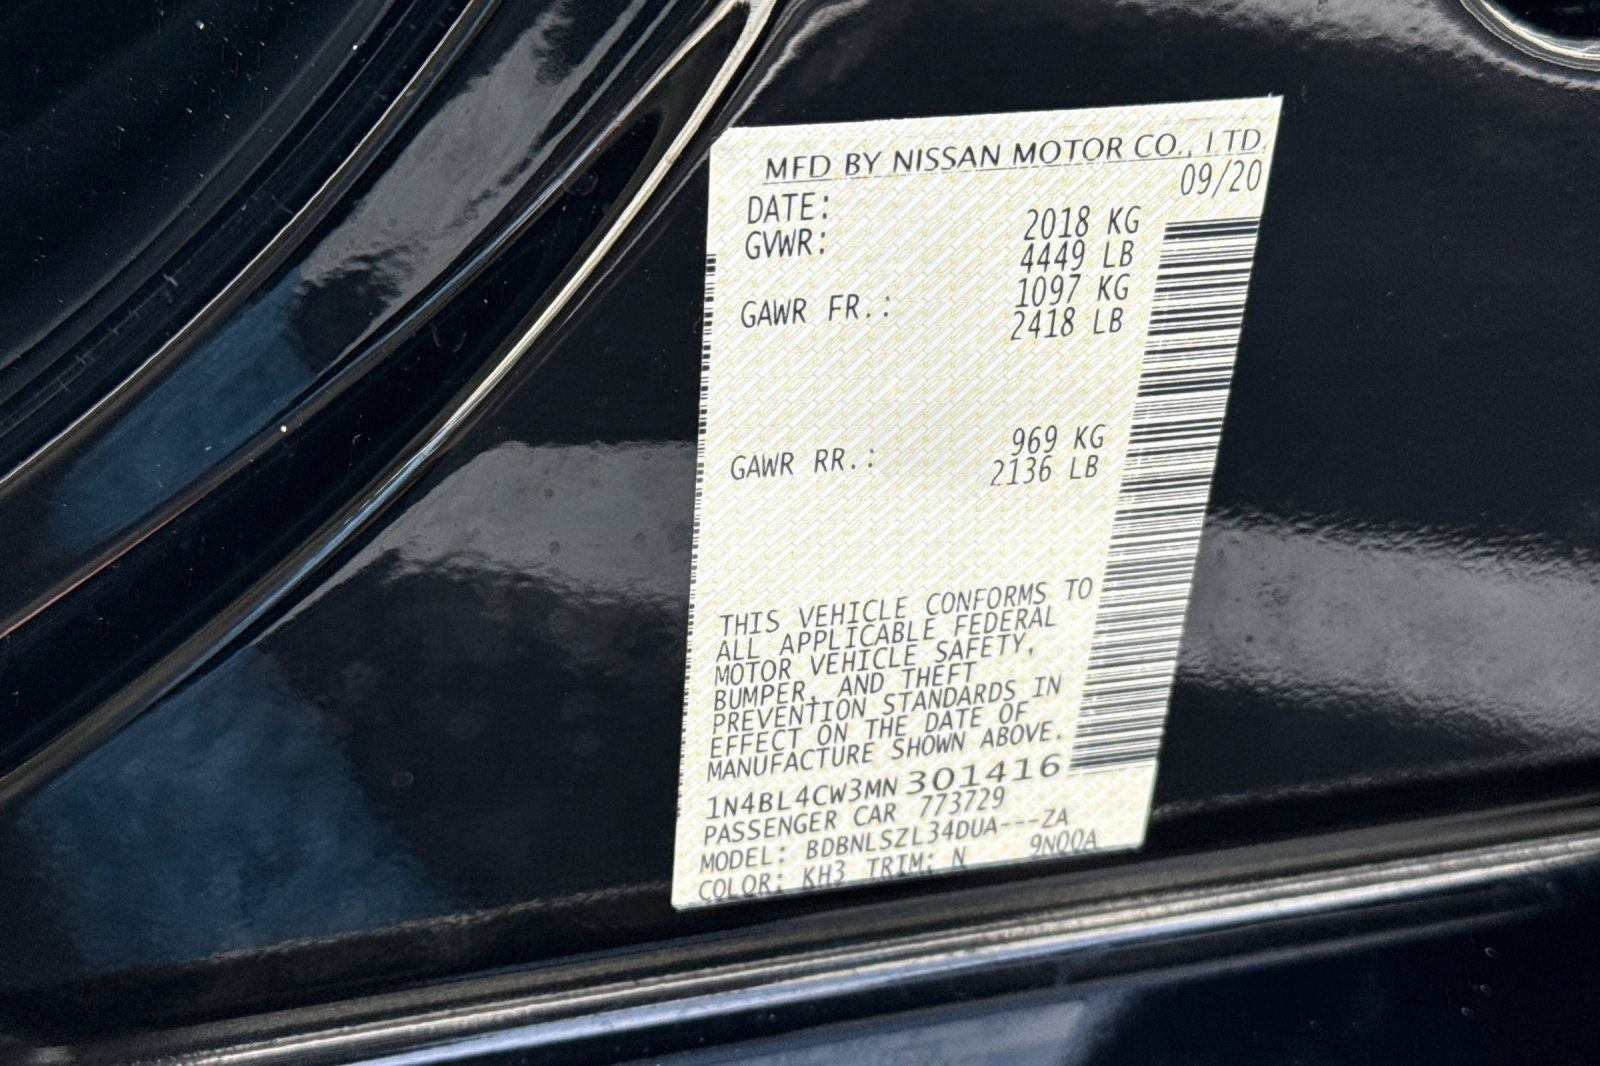 MFD BY NISSAN MOTOR CO., LTD.
DATE: 09/20
GVWR: 2018 KG
4449 LB
GAWR FR.: 1097 KG
2418 LB
GAWR RR.: 969 KG
2136 LB
THIS VEHICLE CONFORMS TO
ALL APPLICABLE FEDERAL
MOTOR VEHICLE SAFETY,
BUMPER, AND THEFT
PREVENTION STANDARDS IN
EFFECT ON THE DATE OF
MANUFACTURE SHOWN ABOVE.
1N4BL4CW3MN 301416
PASSENGER CAR 773729
MODEL: BDBNLSZL34DUA---ZA
COLOR: KH3 TRIM: N 9N00A